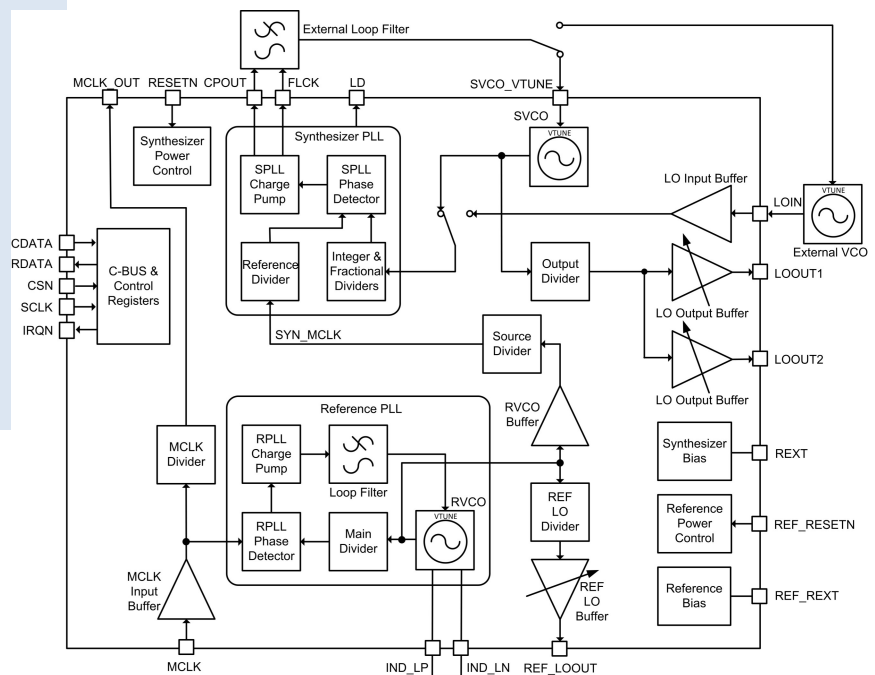 External Loop Filter
MCLK_OUT RESETN CPOUT FLCK LD SVCO_VTUNE
Synthesizer PLL
SVCO
VTUNE
Synthesizer
Power
Control
SPLL
Charge
Pump
SPLL
Phase
Detector
LO Input Buffer
LOIN
VTUNE
External VCO
CDATA
RDATA
CSN
SCLK
IRQN
C-BUS &
Control
Registers
Reference
Divider
Integer &
Fractional
Dividers
Output
Divider
LOOUT1
LO Output Buffer
SYN_MCLK
Source
Divider
LOOUT2
LO Output Buffer
Reference PLL
RVCO
Buffer
MCLK
Divider
RPLL
Charge
Pump
Loop Filter
Synthesizer
Bias
REXT
RVCO
VTUNE
REF
LO
Divider
RPLL
Phase
Detector
Main
Divider
Reference
Power
Control
REF_RESETN
MCLK
Input
Buffer
REF
LO
Buffer
Reference
Bias
REF_REXT
MCLK IND_LP IND_LN REF_LOOUT